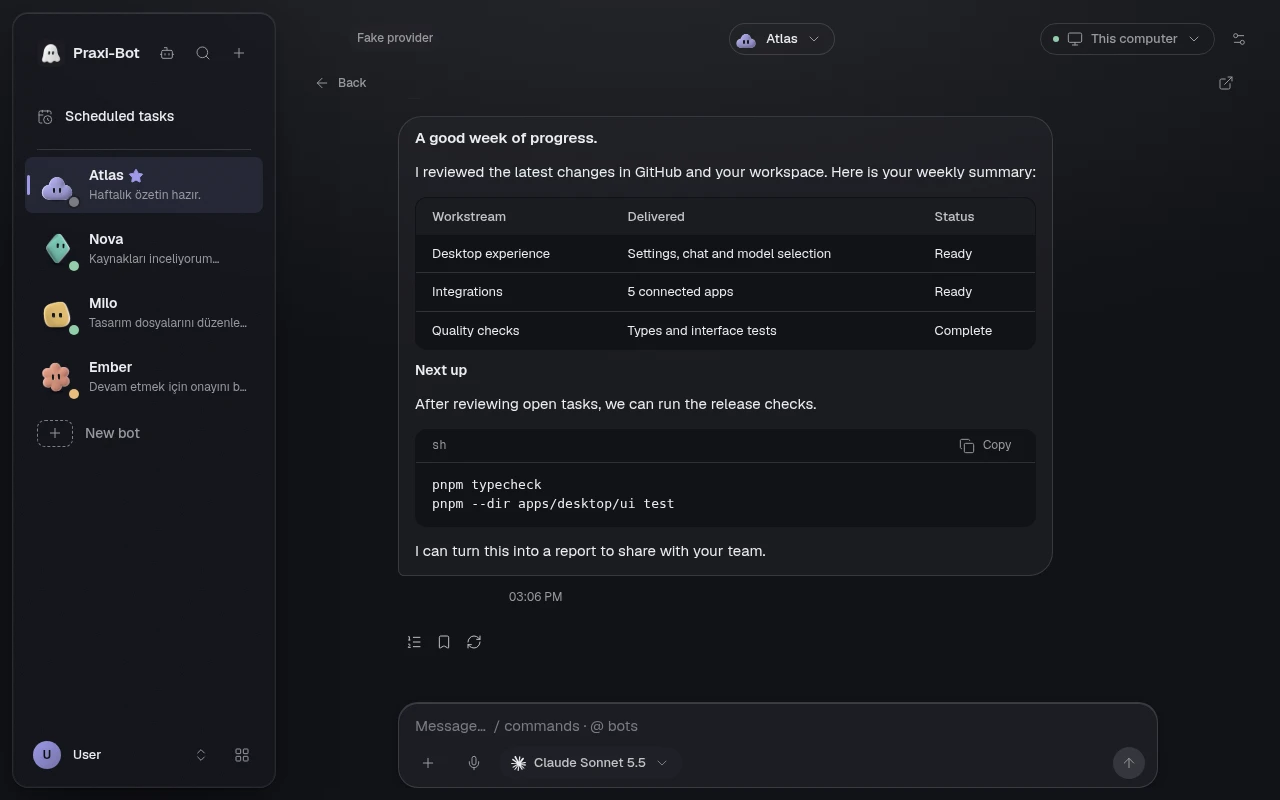 Praxi-Bot
Scheduled tasks
Atlas
Haftalık özetin hazır.
Nova
Kaynakları inceliyorum…
Milo
Tasarım dosyalarını düzenle…
Ember
Devam etmek için onayını b…
New bot
U
User
Fake provider
Atlas
This computer
Back
A good week of progress.
I reviewed the latest changes in GitHub and your workspace. Here is your weekly summary:
Workstream Delivered Status
Desktop experience Settings, chat and model selection Ready
Integrations 5 connected apps Ready
Quality checks Types and interface tests Complete
Next up
After reviewing open tasks, we can run the release checks.
sh Copy
pnpm typecheck
pnpm --dir apps/desktop/ui test
I can turn this into a report to share with your team.
03:06 PM
Message… / commands · @ bots
Claude Sonnet 5.5